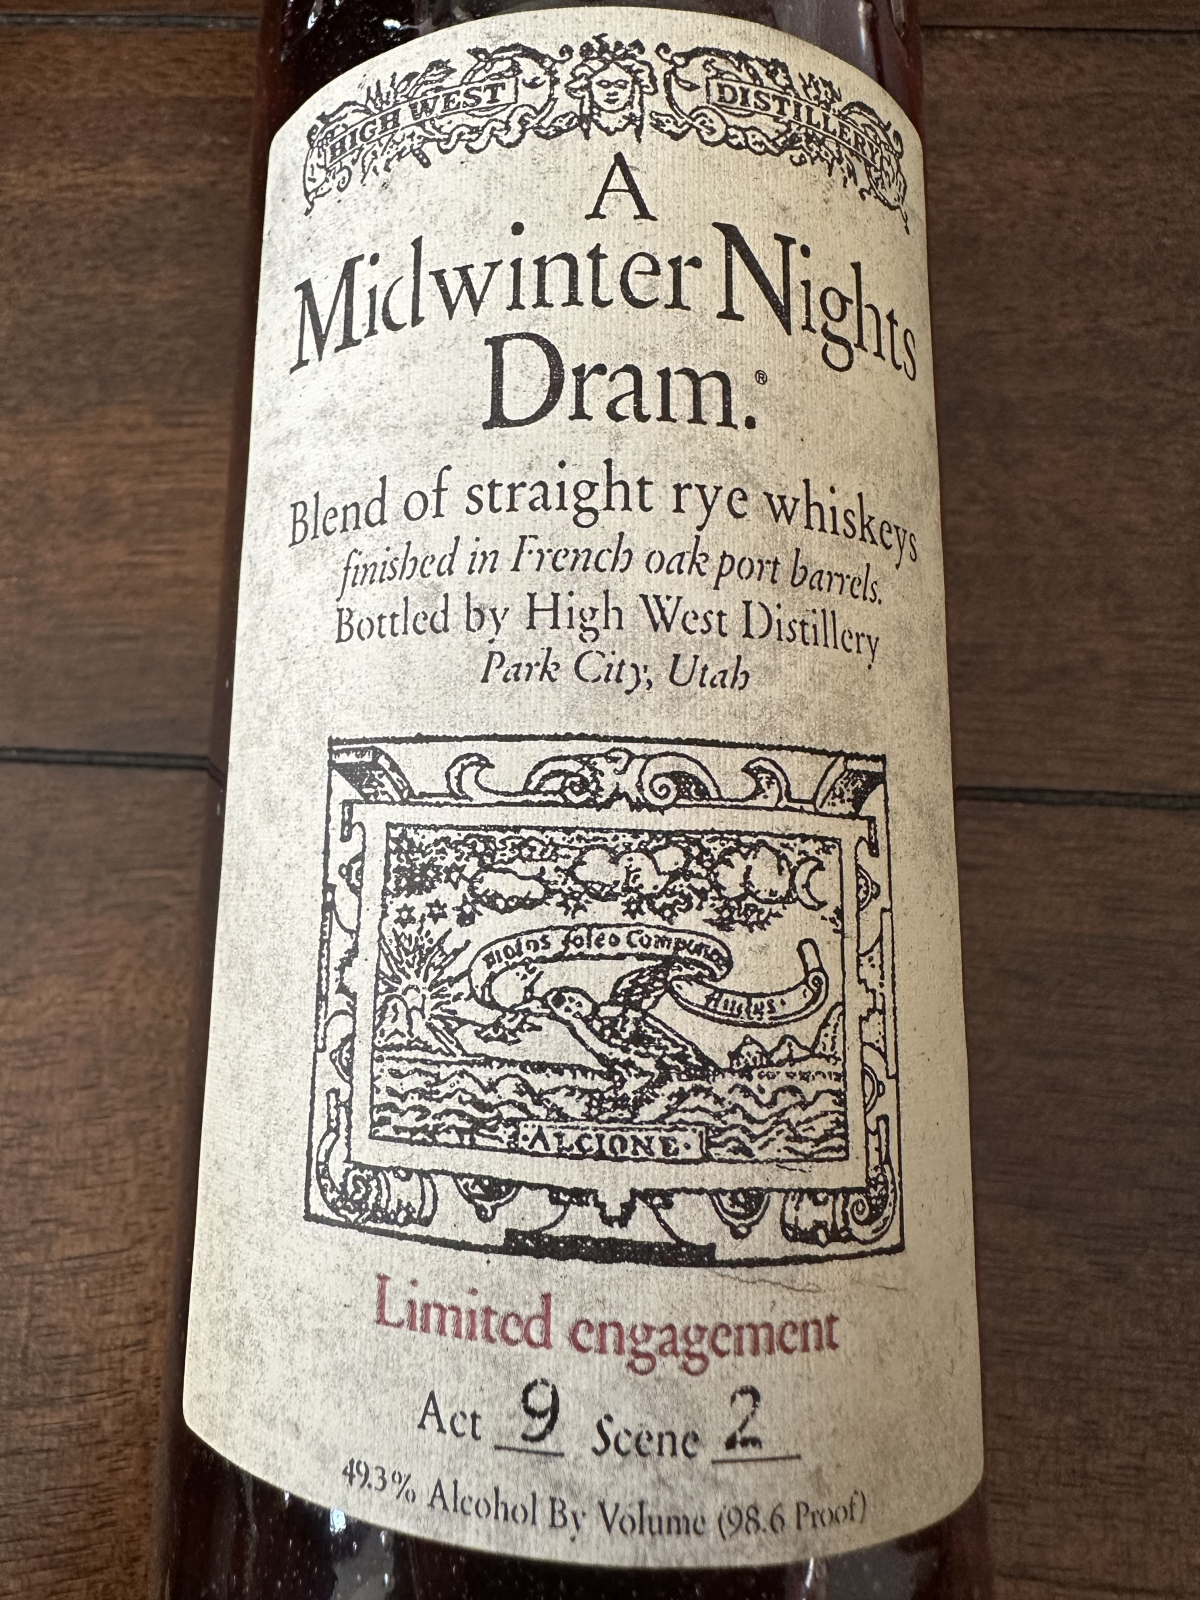 HIGH WEST DISTILLERY
A
Midwinter Nights
Dram.®
Blend of straight rye whiskeys
finished in French oak port barrels.
Bottled by High West Distillery
Park City, Utah
·ALCIONE·
Limited engagement
Act 9 Scene 2
49.3% Alcohol By Volume (98.6 Proof)